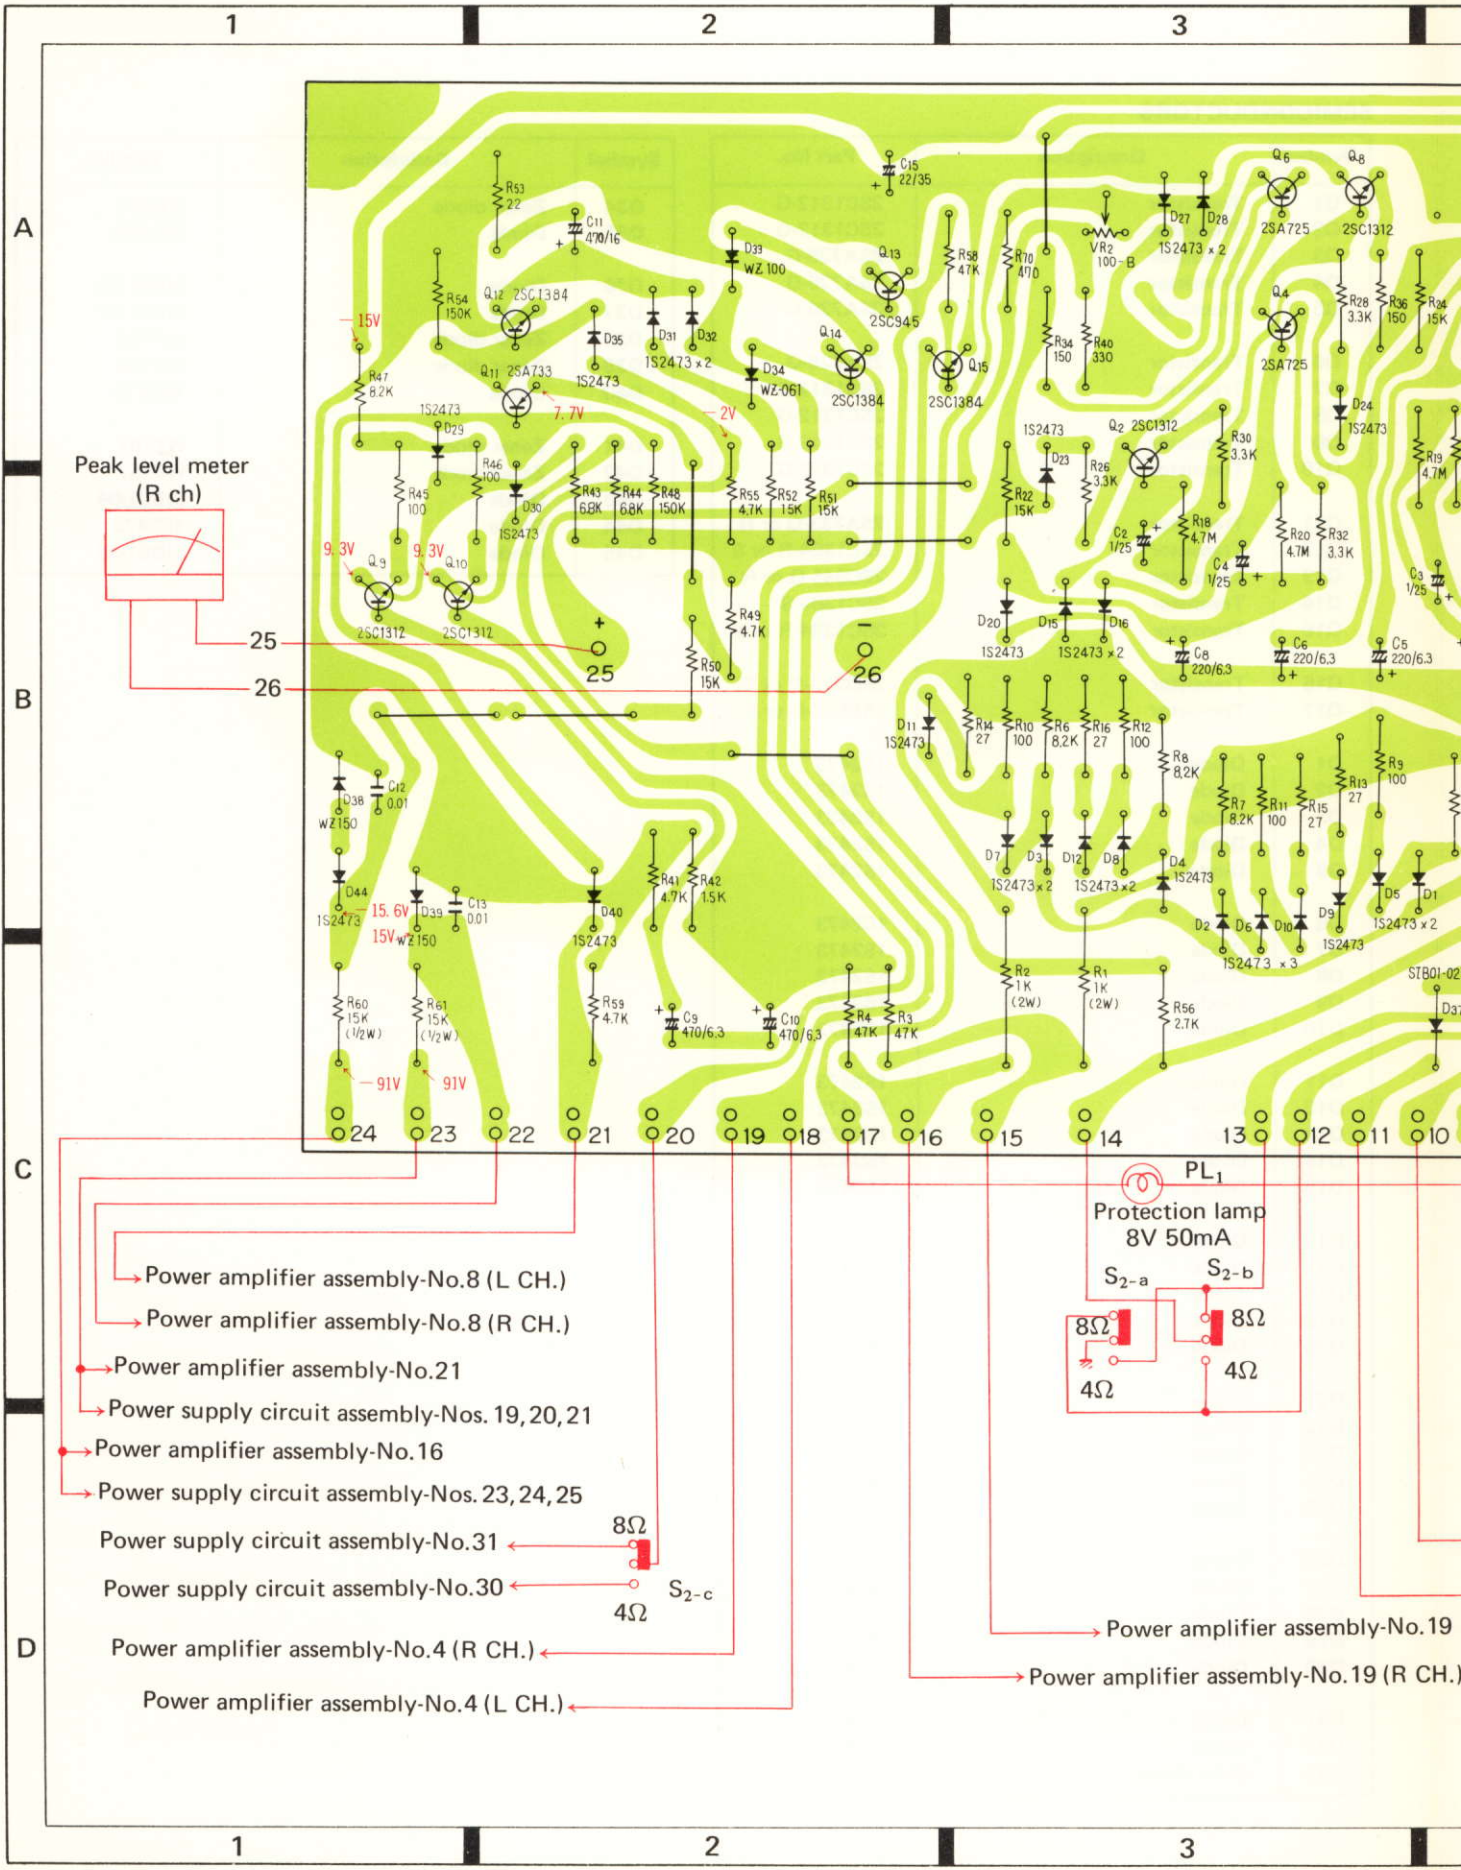 1 2 3
A
B
C
D
C15
22/35
Q6
Q8
R53
22
C11
470/16
D33
WZ 100
Q13
R58
47K
R70
470
VR2
100-B
D27
D28
1S2473 × 2
2SA725
2SC1312
R54
150K
Q12 2SC1384
-15V
D35
1S2473
D31
D32
1S2473 × 2
2SC945
Q14
Q15
2SC1384
2SC1384
D34
WZ-061
R34
150
R40
330
Q4
2SA725
R28
3.3K
R36
150
R24
15K
R47
8.2K
Q11 2SA733
7.7V
1S2473
D29
-2V
1S2473
D23
Q2 2SC1312
R30
3.3K
D24
1S2473
R19
4.7M
Peak level meter
(R ch)
R45
100
R46
100
D30
1S2473
R43
6.8K
R44
6.8K
R48
150K
R55
4.7K
R52
15K
R51
15K
R22
15K
R26
3.3K
C2
1/25
R18
4.7M
C4
1/25
R20
4.7M
R32
3.3K
C3
1/25
9.3V
Q9
9.3V
Q10
2SC1312
2SC1312
R49
4.7K
R50
15K
+
25
−
26
25
26
D20
1S2473
D15
D16
1S2473 × 2
C8
220/6.3
C6
220/6.3
C5
220/6.3
D11
1S2473
R14
27
R10
100
R6
8.2K
R16
27
R12
100
R8
8.2K
R7
8.2K
R11
100
R15
27
R13
27
R9
100
D38
WZ150
C12
0.01
D44
1S2473
-15.6V
D39
15V
WZ150
C13
0.01
D40
1S2473
R41
4.7K
R42
1.5K
D7
D3
1S2473×2
D12
D8
1S2473×2
D4
1S2473
D2
D6
D10
1S2473 × 3
D9
1S2473
D5
D1
1S2473 × 2
R60
15K
(1/2W)
R61
15K
(1/2W)
-91V
91V
R59
4.7K
C9
470/6.3
C10
470/6.3
R4
47K
R3
47K
R2
1K
(2W)
R1
1K
(2W)
R56
2.7K
SIB01-02
D37
24 23 22 21 20 19 18 17 16 15 14 13 12 11 10
PL1
Protection lamp
8V 50mA
S2-a
S2-b
8Ω
8Ω
4Ω
4Ω
Power amplifier assembly-No.8 (L CH.)
Power amplifier assembly-No.8 (R CH.)
Power amplifier assembly-No.21
Power supply circuit assembly-Nos. 19,20,21
Power amplifier assembly-No.16
Power supply circuit assembly-Nos. 23,24,25
Power supply circuit assembly-No.31
8Ω
Power supply circuit assembly-No.30
S2-c
4Ω
Power amplifier assembly-No.4 (R CH.)
Power amplifier assembly-No.4 (L CH.)
Power amplifier assembly-No.19
Power amplifier assembly-No.19 (R CH.)
1 2 3